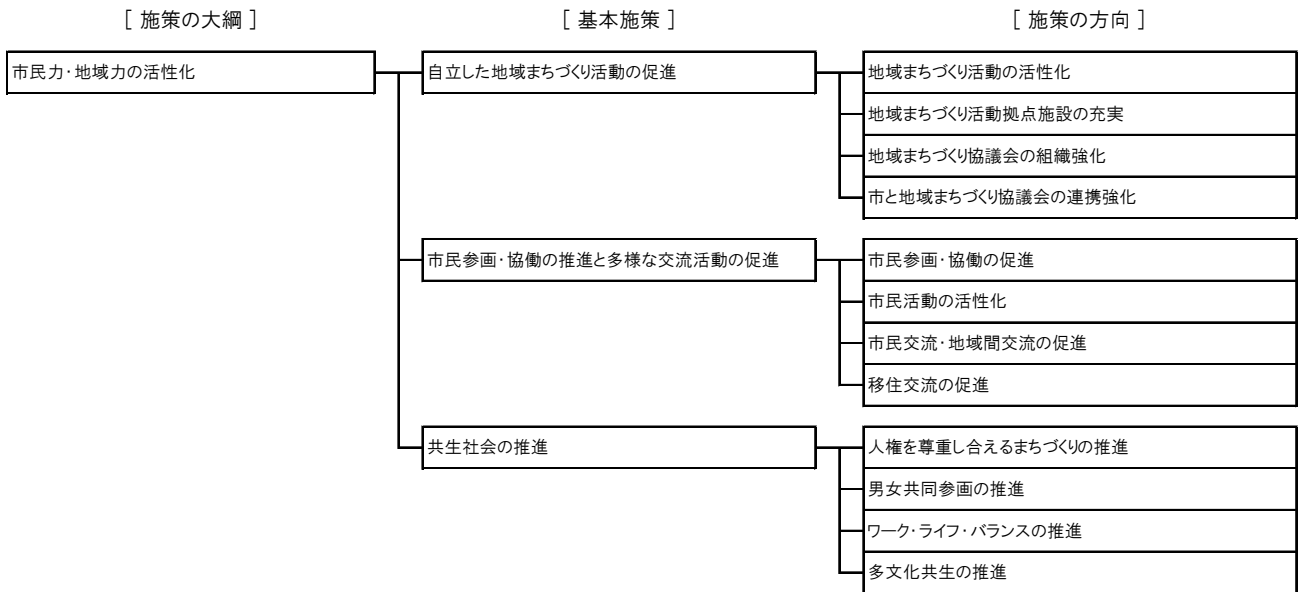 [ 施策の大綱 ]
[ 基本施策 ]
[ 施策の方向 ]
市民力・地域力の活性化
自立した地域まちづくり活動の促進
地域まちづくり活動の活性化
地域まちづくり活動拠点施設の充実
地域まちづくり協議会の組織強化
市と地域まちづくり協議会の連携強化
市民参画・協働の推進と多様な交流活動の促進
市民参画・協働の促進
市民活動の活性化
市民交流・地域間交流の促進
移住交流の促進
共生社会の推進
人権を尊重し合えるまちづくりの推進
男女共同参画の推進
ワーク・ライフ・バランスの推進
多文化共生の推進